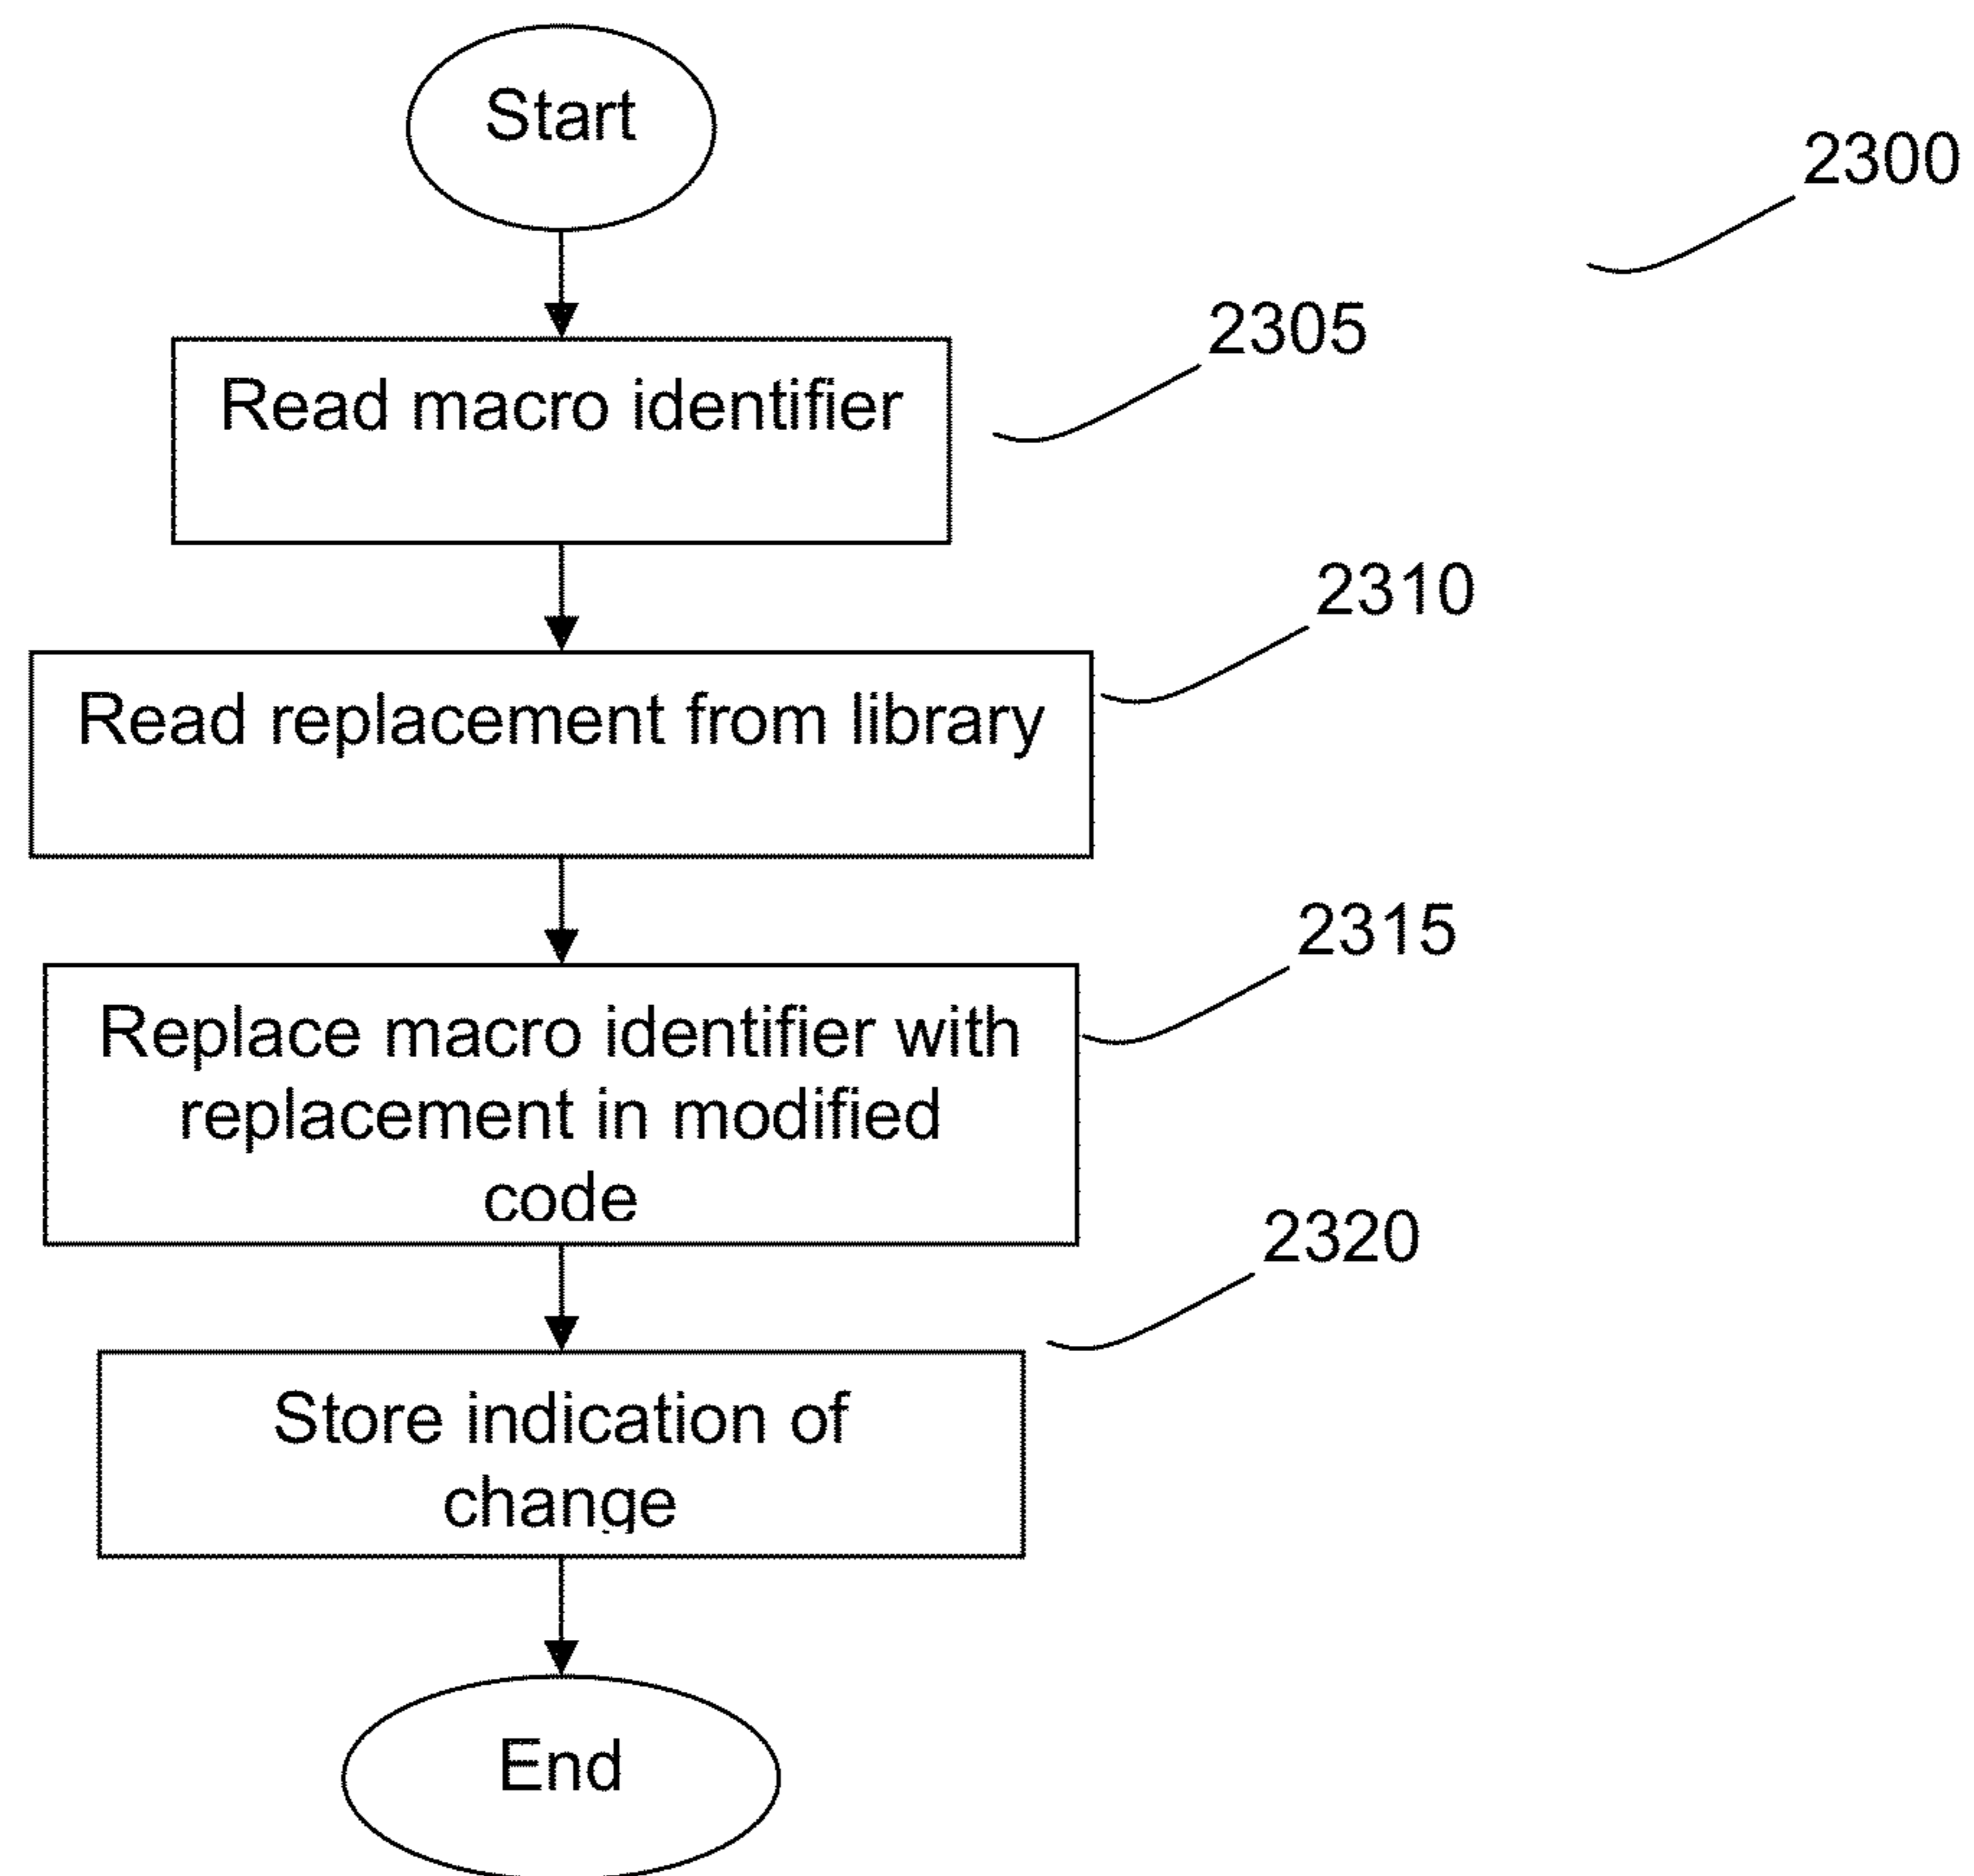 Start
2300
2305
Read macro identifier
2310
Read replacement from library
2315
Replace macro identifier with
replacement in modified
code
2320
Store indication of
change
End